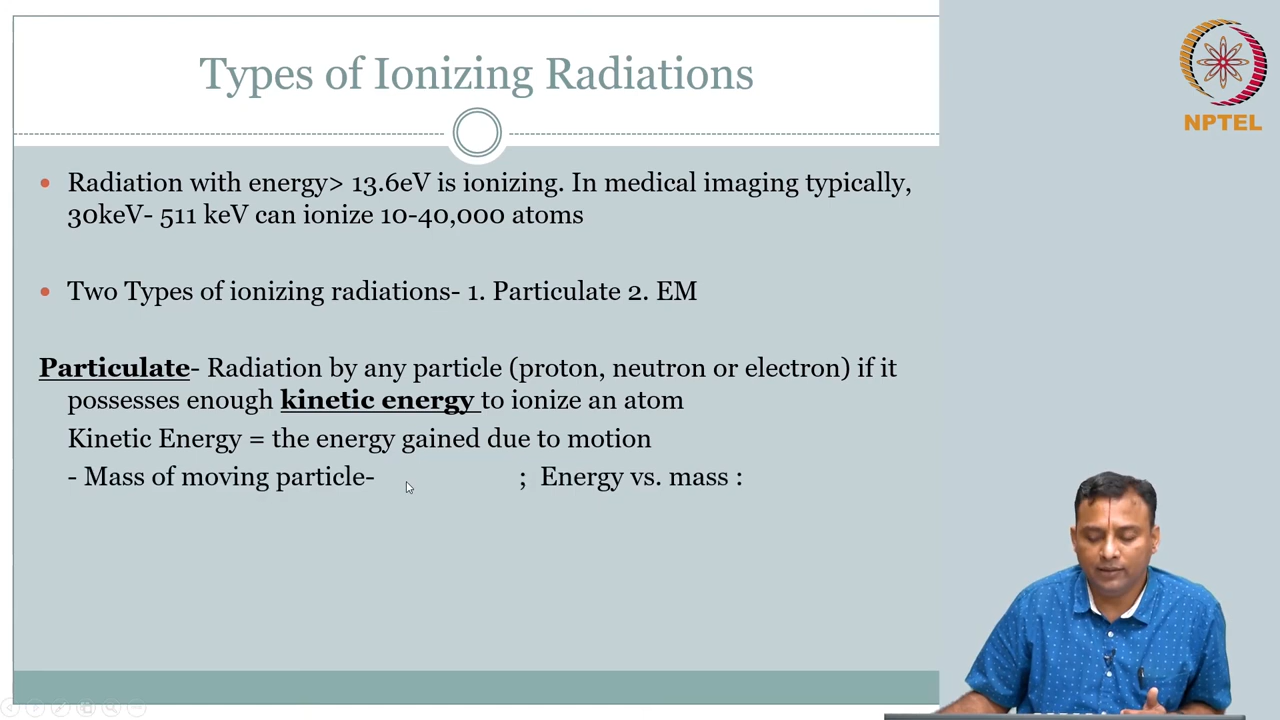 Types of Ionizing Radiations
NPTEL
• Radiation with energy> 13.6eV is ionizing. In medical imaging typically,
30keV- 511 keV can ionize 10-40,000 atoms
• Two Types of ionizing radiations- 1. Particulate 2. EM
Particulate- Radiation by any particle (proton, neutron or electron) if it
possesses enough kinetic energy to ionize an atom
Kinetic Energy = the energy gained due to motion
- Mass of moving particle- ; Energy vs. mass :